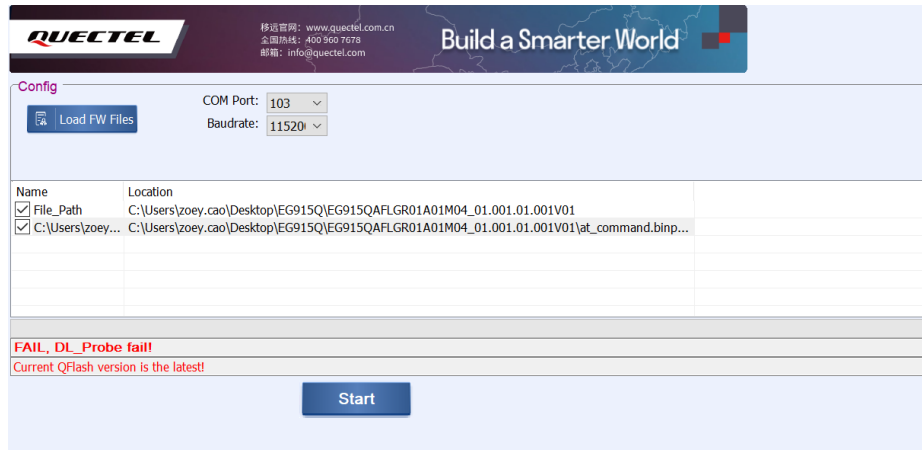 QUECTEL
移远官网：www.quectel.com.cn
全国热线：400 960 7678
邮箱：info@quectel.com
Build a Smarter World
Config
Load FW Files
COM Port: 103
Baudrate: 11520
Name Location
File_Path C:\Users\zoey.cao\Desktop\EG915Q\EG915QAFLGR01A01M04_01.001.01.001V01
C:\Users\zoey... C:\Users\zoey.cao\Desktop\EG915Q\EG915QAFLGR01A01M04_01.001.01.001V01\at_command.binp...
FAIL, DL_Probe fail!
Current QFlash version is the latest!
Start